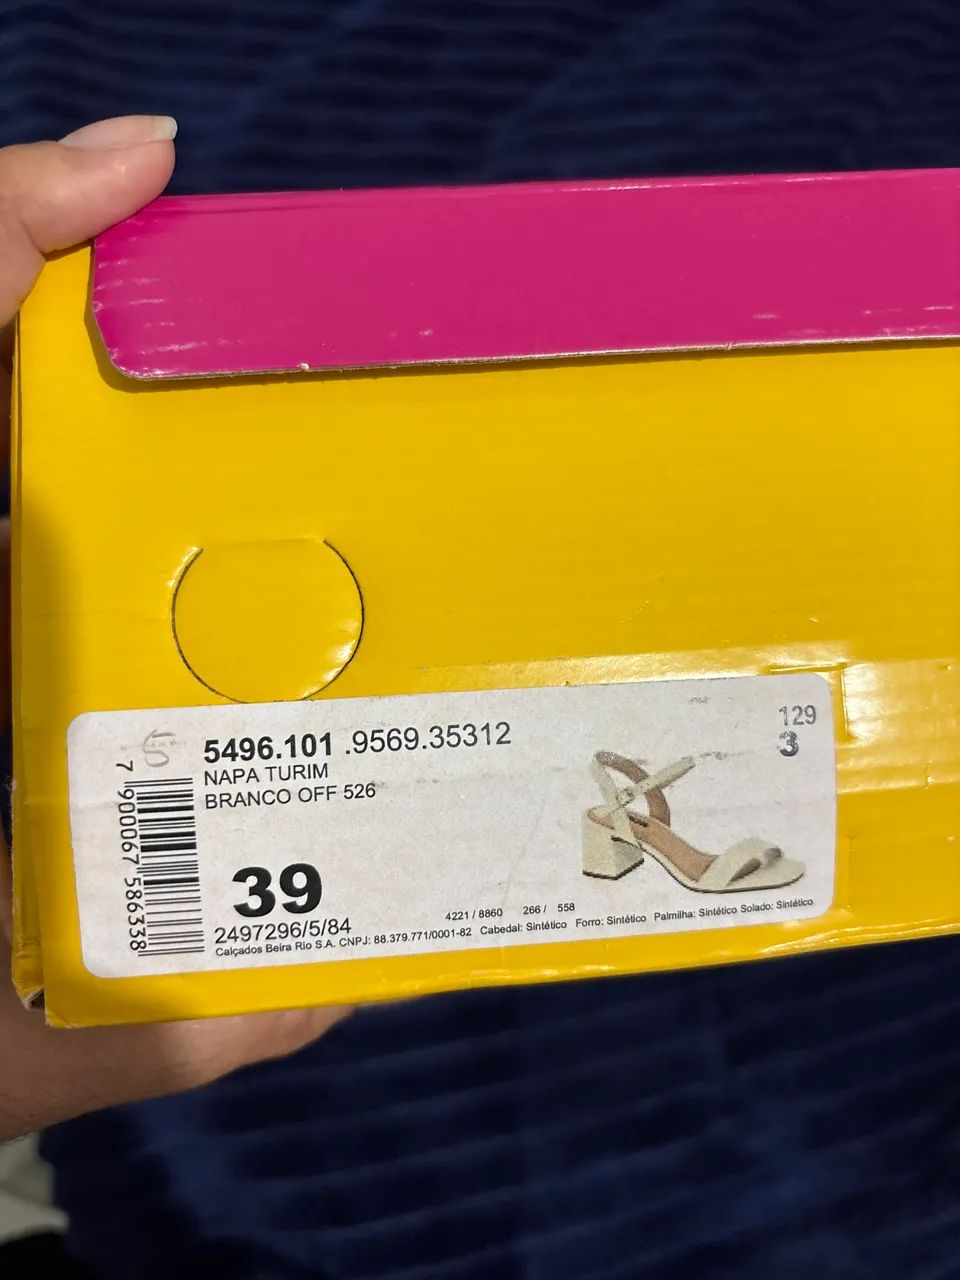 5496.101 .9569.35312
NAPA TURIM
BRANCO OFF 526
129
3
39
2497296/5/84
4221 / 8860 266 / 558
Calçados Beira Rio S.A. CNPJ: 88.379.771/0001-82 Cabedal: Sintético Forro: Sintético Palmilha: Sintético Solado: Sintético
7 900067 586338